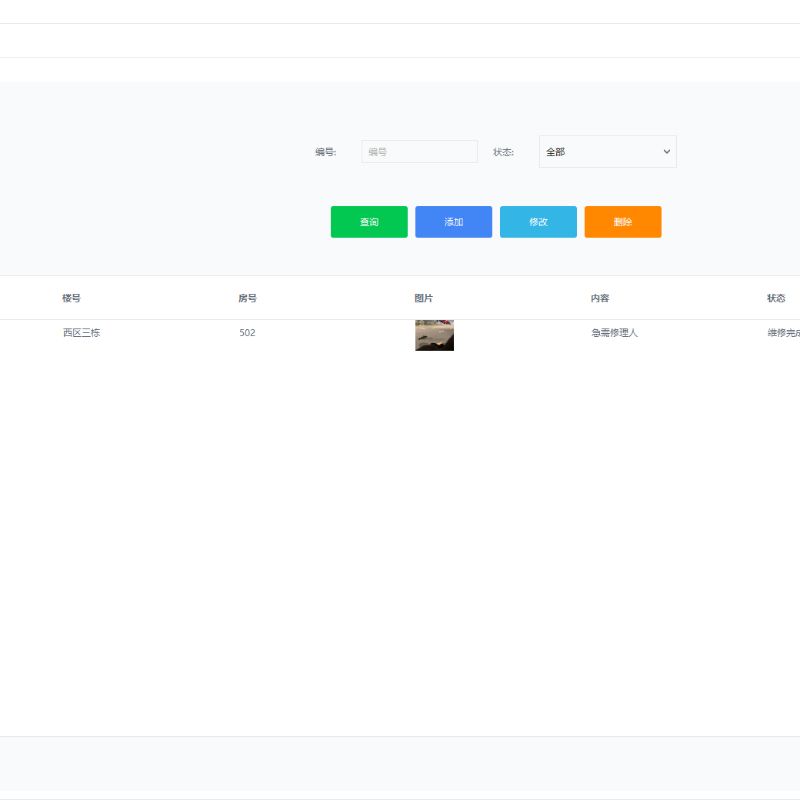 编号: 编号 状态: 全部
查询 添加 修改 删除
楼号 房号 图片 内容 状态
西区三栋 502 急需修理人 维修完成